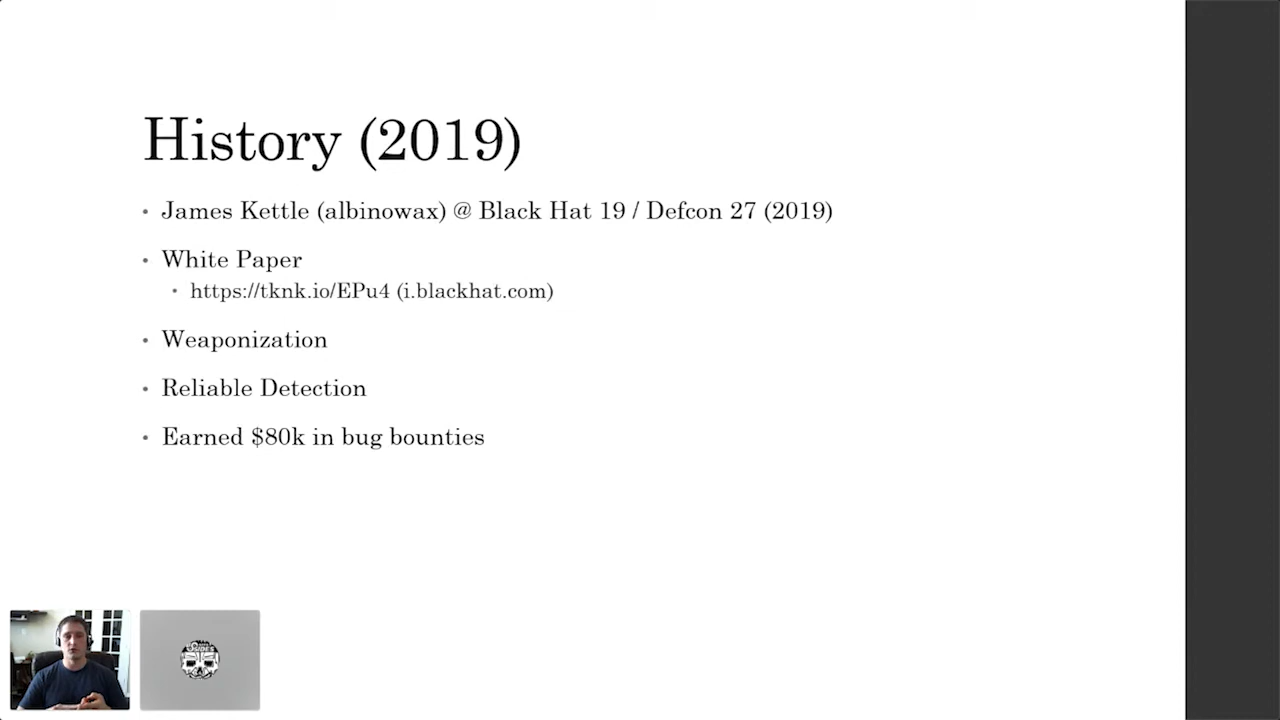 History (2019)
• James Kettle (albinowax) @ Black Hat 19 / Defcon 27 (2019)
• White Paper
• https://tknk.io/EPu4 (i.blackhat.com)
• Weaponization
• Reliable Detection
• Earned $80k in bug bounties
SIDES